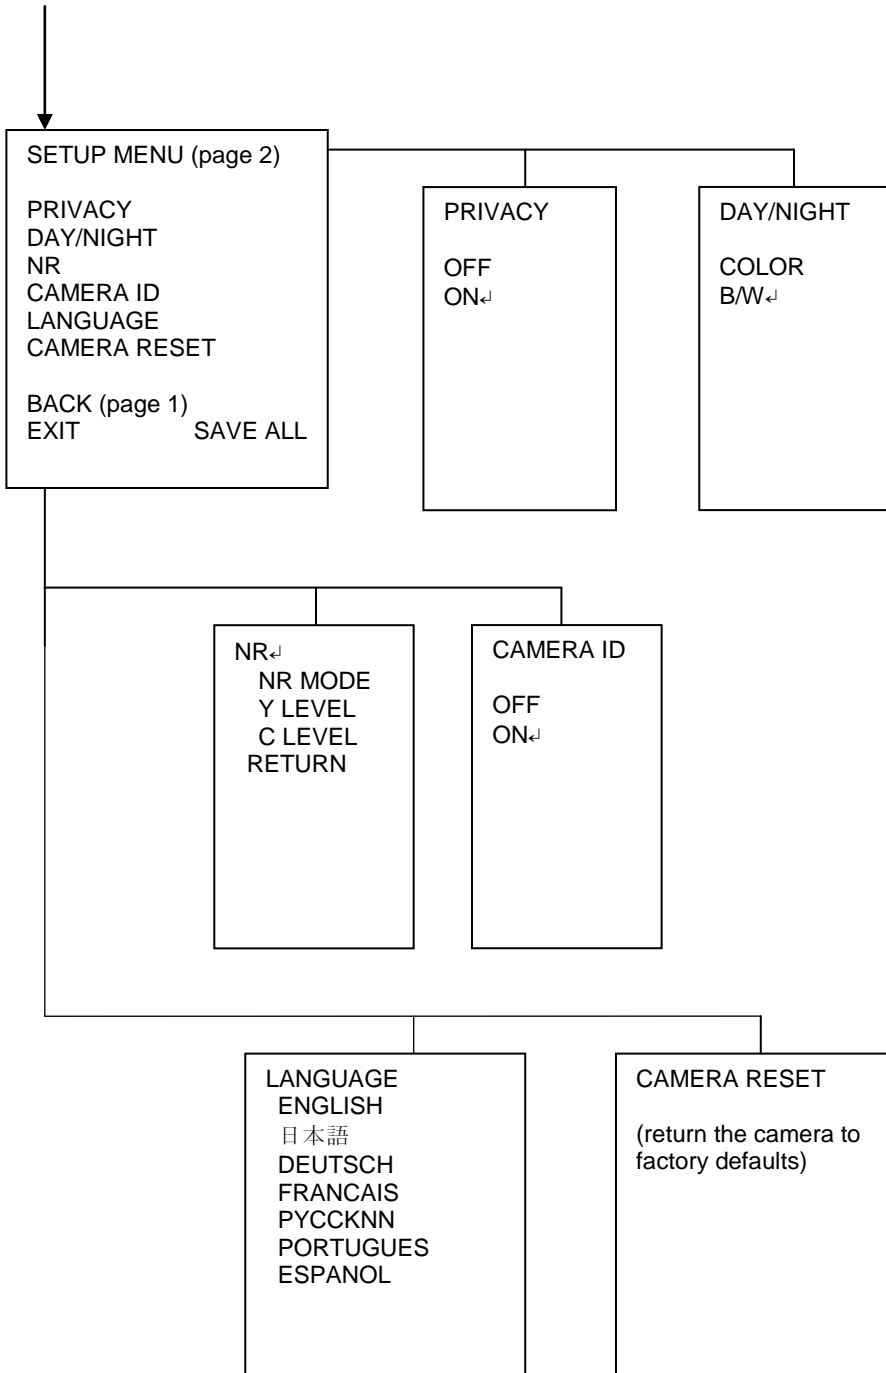 SETUP MENU (page 2)
PRIVACY
DAY/NIGHT
NR
CAMERA ID
LANGUAGE
CAMERA RESET
BACK (page 1)
EXIT SAVE ALL
PRIVACY
OFF
ON↵
DAY/NIGHT
COLOR
B/W↵
NR↵
NR MODE
Y LEVEL
C LEVEL
RETURN
CAMERA ID
OFF
ON↵
LANGUAGE
ENGLISH
日本語
DEUTSCH
FRANCAIS
PYCCKNN
PORTUGUES
ESPANOL
CAMERA RESET
(return the camera to
factory defaults)